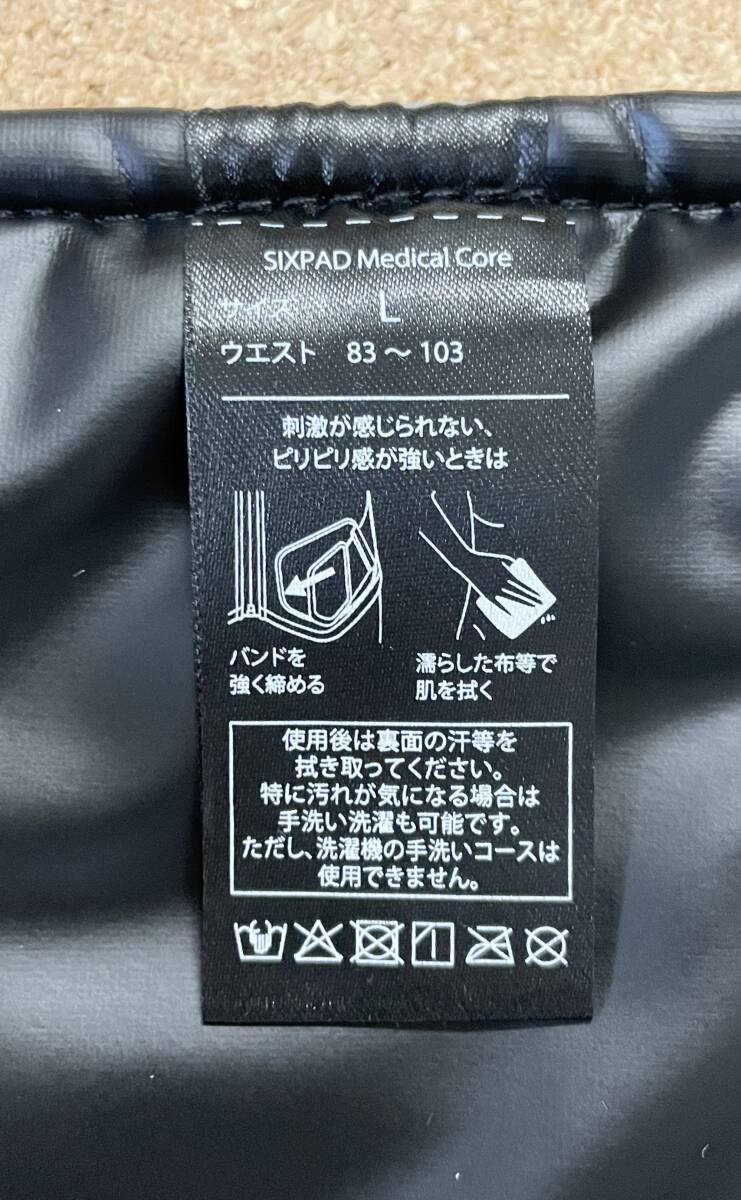 SIXPAD Medical Core
サイズ L
ウエスト 83～103
刺激が感じられない、
ピリピリ感が強いときは
バンドを
強く締める
濡らした布等で
肌を拭く
使用後は裏面の汗等を
拭き取ってください。
特に汚れが気になる場合は
手洗い洗濯も可能です。
ただし、洗濯機の手洗いコースは
使用できません。